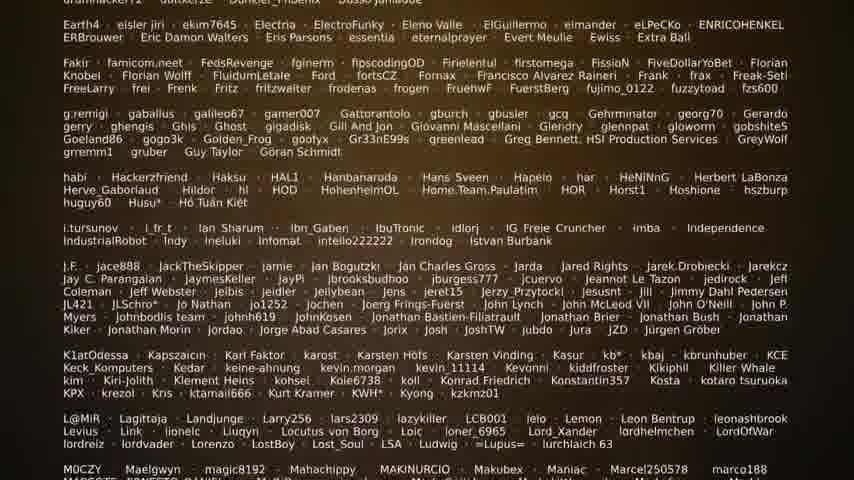 Earth4 · eisler jiri · ekim7645 · Electria · ElectroFunky · Eleno Valle · ElGuillermo · elmander · eLPeCKo · ENRICOHENKEL
ERBrouwer · Eric Damon Walters · Eris Parsons · essentia · eternalprayer · Evert Meulie · Ewiss · Extra Ball
Fakir · famicom.neet · FedsRevenge · fginerm · fipscodingOD · Firielentul · firstomega · FissioN · FiveDollarYoBet · Florian
Knobel · Florian Wolff · FluidumLetale · Ford · fortsCZ · Fornax · Francisco Alvarez Raineri · Frank · frax · Freak-Seti
FreeLarry · frei · Frenk · Fritz · fritzwaiter · frodenas · frogen · FruehwF · FuerstBerg · fujimo_0122 · fuzzytoad · fzs600
g.remigi · gaballus · galileo67 · gamer007 · Gattorantolo · gburch · gbusler · gcq · Gehrminator · georg70 · Gerardo
gerry · ghengis · Ghis · Ghost · gigadisk · Gill And Jon · Giovanni Mascellani · Glendry · glennpat · gloworm · gobshite5
Goeland86 · gogo3k · Golden_Frog · goofyx · Gr33nE99s · greenlead · Greg Bennett. HSI Production Services · GreyWolf
grremm1 · gruber · Guy Taylor · Göran Schmidt
habi · Hackerzfriend · Haksu · HAL1 · Hanbanaroda · Hans Sveen · Hapelo · har · HeNiNnG · Herbert LaBonza
Herve_Gaboriaud · Hildor · hl · HOD · HohenheimOL · Home.Team.Paulatim · HOR · Horst1 · Hoshione · hszburp
huguy60 · Husu* · Hồ Tuấn Kiệt
i.tursunov · i_fr_t · Ian Sharum · Ibn_Gaben · IbuTronic · idlorj · IG Freie Cruncher · imba · Independence
IndustrialRobot · Indy · Ineluki · Infomat · intello222222 · Irondog · Istvan Burbank
J.F. · jace888 · JackTheSkipper · jamie · Jan Bogutzki · Jan Charles Gross · Jarda · Jared Rights · Jarek.Drobiecki · Jarekcz
Jay C. Parangalan · JaymesKeller · JayPi · jbrooksbudhoo · jburgess777 · jcuervo · Jeannot Le Tazon · jedirock · Jeff
Coleman · Jeff Webster · Jeibis · jeidler · Jellybean · Jens · jeret15 · Jerzy_Przytocki · jesusnt · Jill · Jimmy Dahl Pedersen
JL421 · JLSchro* · Jo Nathan · jo1252 · Jochen · Joerg Frings-Fuerst · John Lynch · John McLeod VII · John O'Neill · John P.
Myers · Johnbodlis team · johnh619 · JohnKosen · Jonathan Bastien-Filiatrault · Jonathan Brier · Jonathan Bush · Jonathan
Kiker · Jonathan Morin · Jordao · Jorge Abad Casares · Jorix · Josh · JoshTW · jubdo · Jura · JZD · Jürgen Gröber
K1atOdessa · Kapszaicin · Karl Faktor · karost · Karsten Höfs · Karsten Vinding · Kasur · kb* · kbaj · kbrunhuber · KCE
Keck_Komputers · Kedar · keine-ahnung · kevin.morgan · kevin_11114 · Kevonni · kiddfroster · Kikiphil · Killer Whale ·
kim · Kiri-Jolith · Klement Heins · kohsei · Kole6738 · koll · Konrad Friedrich · Konstantin357 · Kosta · kotaro tsuruoka
KPX · krezol · Kris · ktamail666 · Kurt Kramer · KWH* · Kyong · kzkmz01
L@MiR · Lagittaja · Landjunge · Larry256 · lars2309 · lazykiller · LCB001 · lelo · Lemon · Leon Bentrup · leonashbrook
Levius · Link · lionelc · Liuqyn · Locutus von Borg · Loic · loner_6965 · Lord_Xander · lordhelmchen · LordOfWar
lordreiz · lordvader · Lorenzo · LostBoy · Lost_Soul · LSA · Ludwig · =Lupus= · lurchlaich 63
M0CZY · Maelgwyn · magic8192 · Mahachippy · MAKINURCIO · Makubex · Maniac · Marcel250578 · marco188